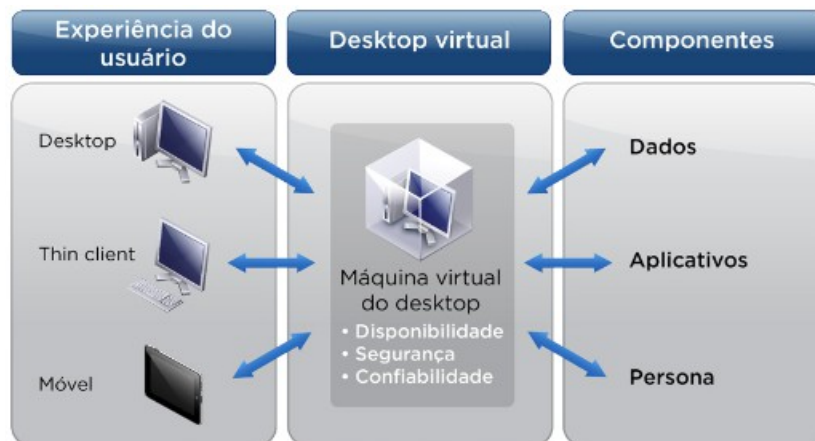 Experiência do
usuário
Desktop virtual
Componentes
Desktop
Thin client
Móvel
Máquina virtual
do desktop
• Disponibilidade
• Segurança
• Confiabilidade
Dados
Aplicativos
Persona